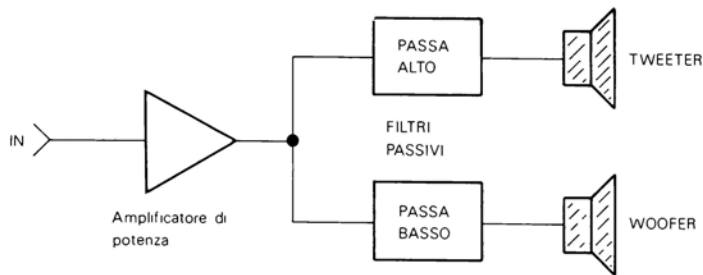 PASSA
ALTO
TWEETER
IN
FILTRI
PASSIVI
Amplificatore di
potenza
PASSA
BASSO
WOOFER